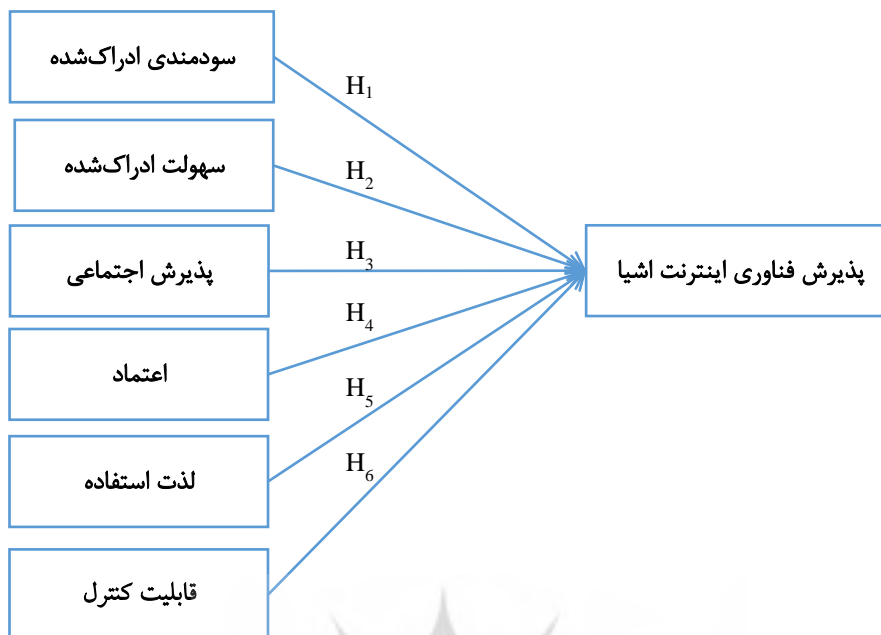 سودمندی ادراک‌شده
H1
سهولت ادراک‌شده
H2
پذیرش اجتماعی
H3
پذیرش فناوری اینترنت اشیا
اعتماد
H4
لذت استفاده
H5
قابلیت کنترل
H6